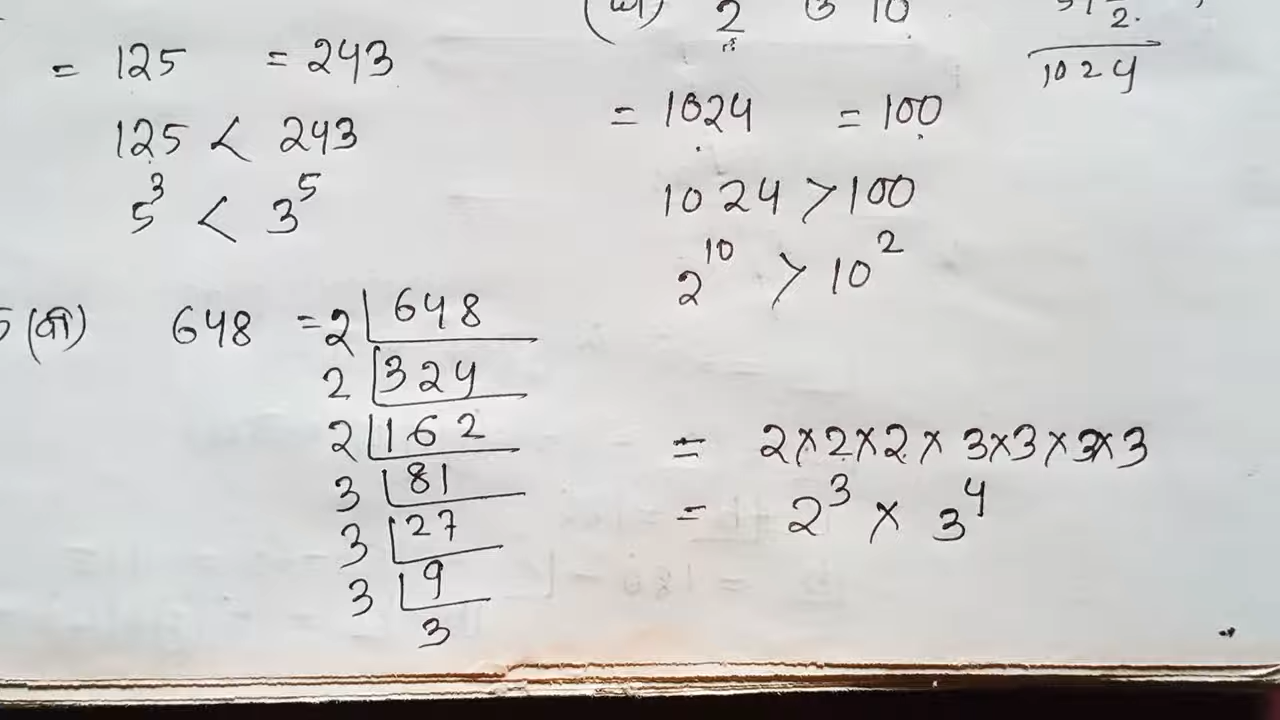 = 125 = 243
125 < 243
5³ < 3⁵
2 10
2.
1024
= 1024 = 100
1024 > 100
2¹⁰ > 10²
5 (बी) 648 = 2 | 648
2 | 324
2 | 162
3 | 81
3 | 27
3 | 9
3
= 2×2×2×3×3×3×3
= 2³ × 3⁴